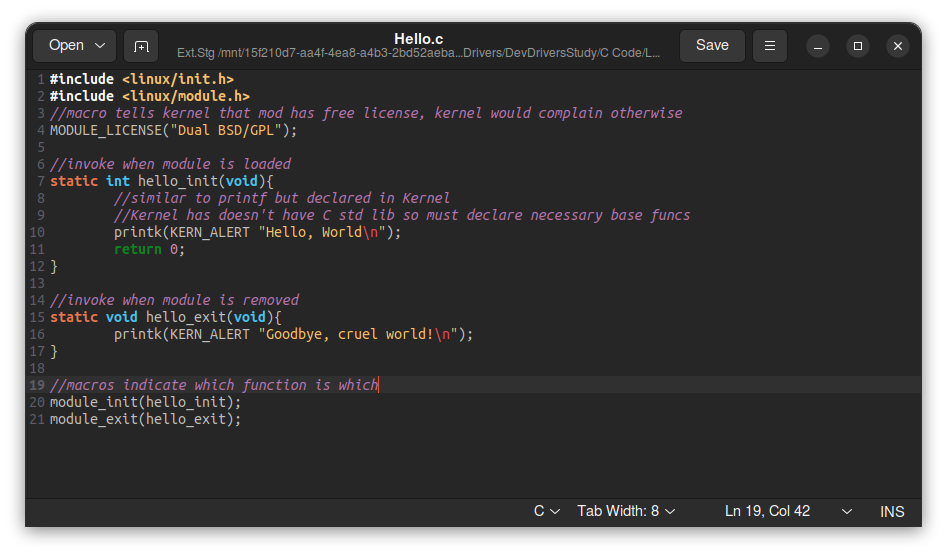 Open
Hello.c
Ext.Stg /mnt/15f210d7-aa4f-4ea8-a4b3-2bd52aeba...Drivers/DevDriversStudy/C Code/L...
Save
1 #include <linux/init.h>
2 #include <linux/module.h>
3 //macro tells kernel that mod has free license, kernel would complain otherwise
4 MODULE_LICENSE("Dual BSD/GPL");
5
6 //invoke when module is loaded
7 static int hello_init(void){
8         //similar to printf but declared in Kernel
9         //Kernel has doesn't have C std lib so must declare necessary base funcs
10         printk(KERN_ALERT "Hello, World\n");
11         return 0;
12 }
13
14 //invoke when module is removed
15 static void hello_exit(void){
16         printk(KERN_ALERT "Goodbye, cruel world!\n");
17 }
18
19 //macros indicate which function is which
20 module_init(hello_init);
21 module_exit(hello_exit);
C Tab Width: 8 Ln 19, Col 42 INS